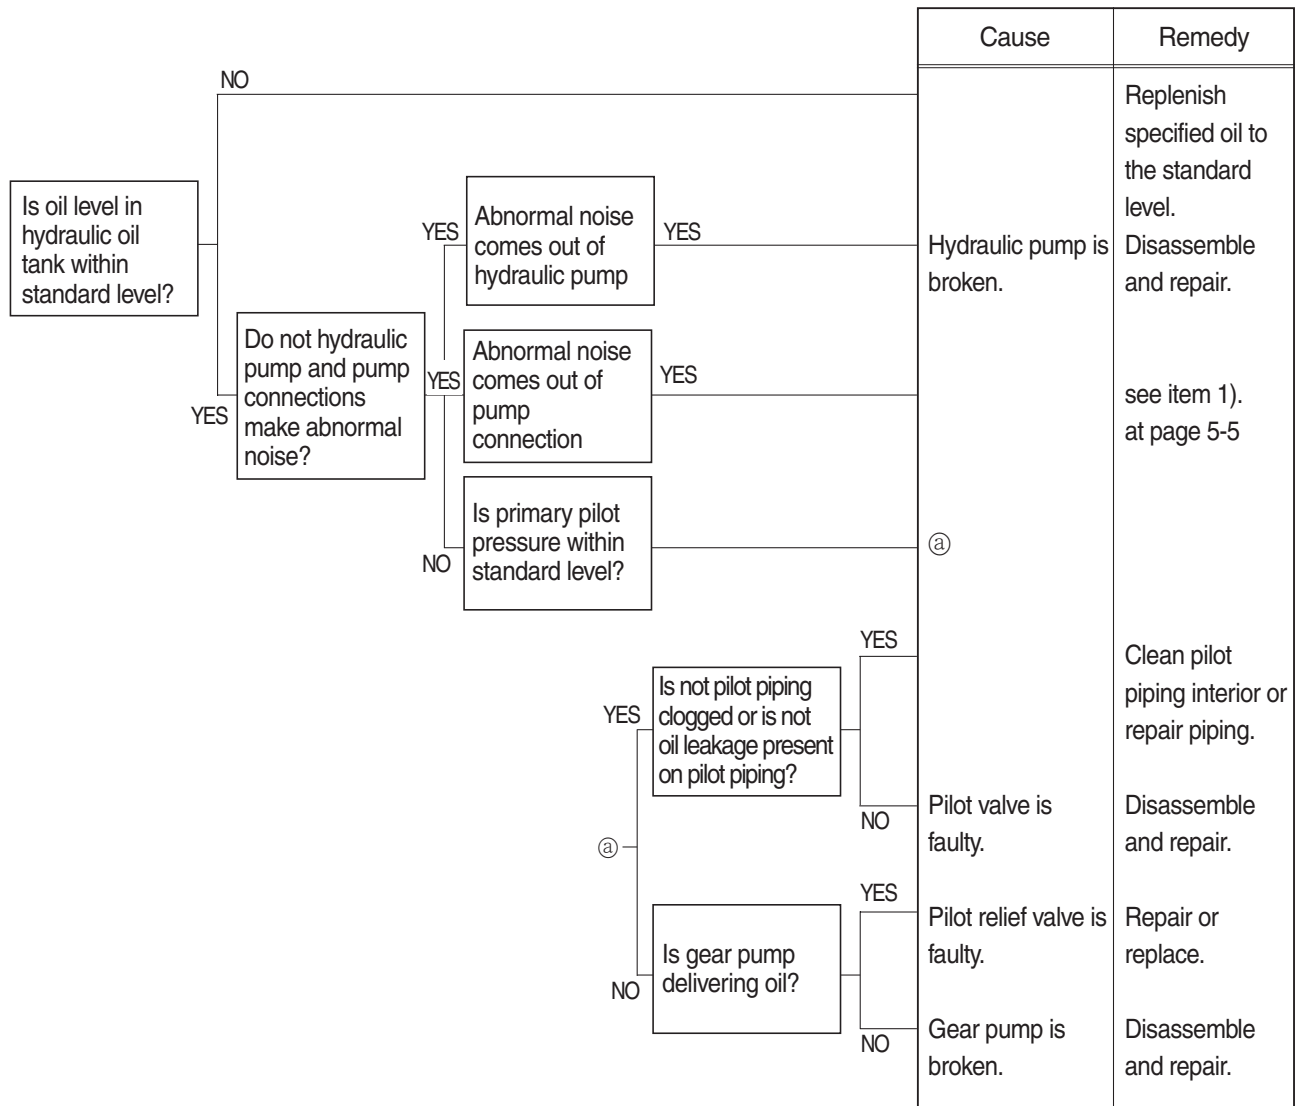 Cause
Remedy
NO
Replenish
specified oil to
the standard
level.
Is oil level in
hydraulic oil
tank within
standard level?
YES
Abnormal noise
comes out of
hydraulic pump
YES
Hydraulic pump is
broken.
Disassemble
and repair.
YES
Do not hydraulic
pump and pump
connections
make abnormal
noise?
YES
Abnormal noise
comes out of
pump
connection
YES
see item 1).
at page 5-5
NO
Is primary pilot
pressure within
standard level?
ⓐ
ⓐ
YES
Is not pilot piping
clogged or is not
oil leakage present
on pilot piping?
YES
Clean pilot
piping interior or
repair piping.
NO
Pilot valve is
faulty.
Disassemble
and repair.
NO
Is gear pump
delivering oil?
YES
Pilot relief valve is
faulty.
Repair or
replace.
NO
Gear pump is
broken.
Disassemble
and repair.